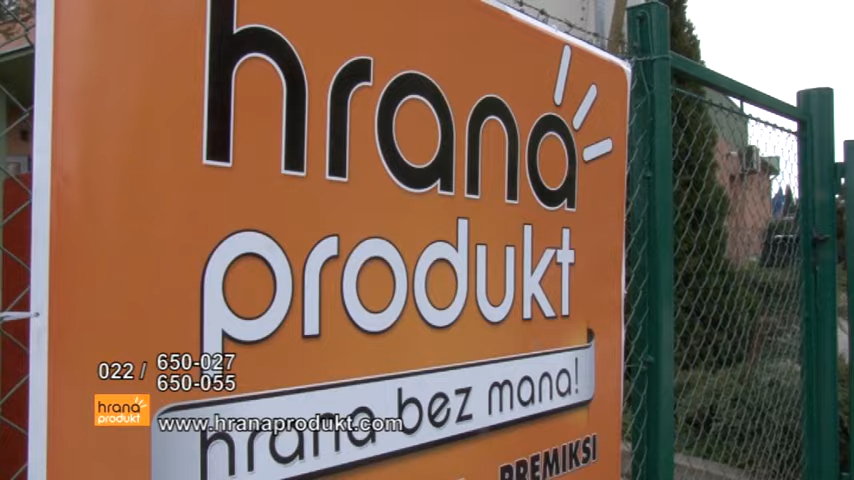 hrana
produkt
hrana bez mana!
PREMIKSI
022 / 650-027
650-055
hrana
produkt
www.hranaprodukt.com